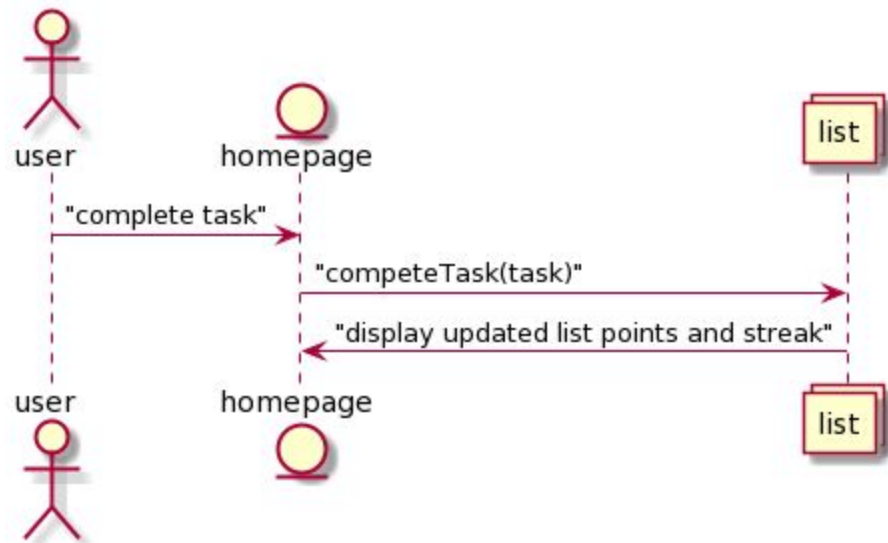 user
homepage
list
"complete task"
"competeTask(task)"
"display updated list points and streak"
user
homepage
list